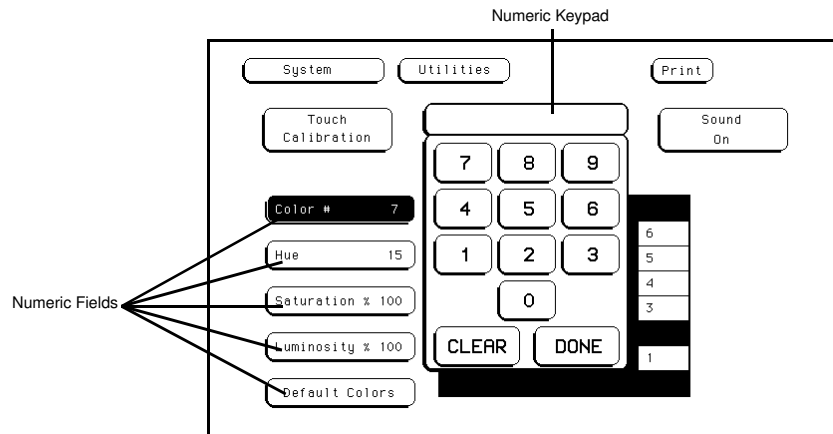 Numeric Keypad
System Utilities Print
Touch
Calibration
Sound
On
7 8 9
4 5 6
1 2 3
0
CLEAR DONE
Color # 7
Hue 15
Saturation % 100
Luminosity % 100
Default Colors
Numeric Fields
6
5
4
3
1